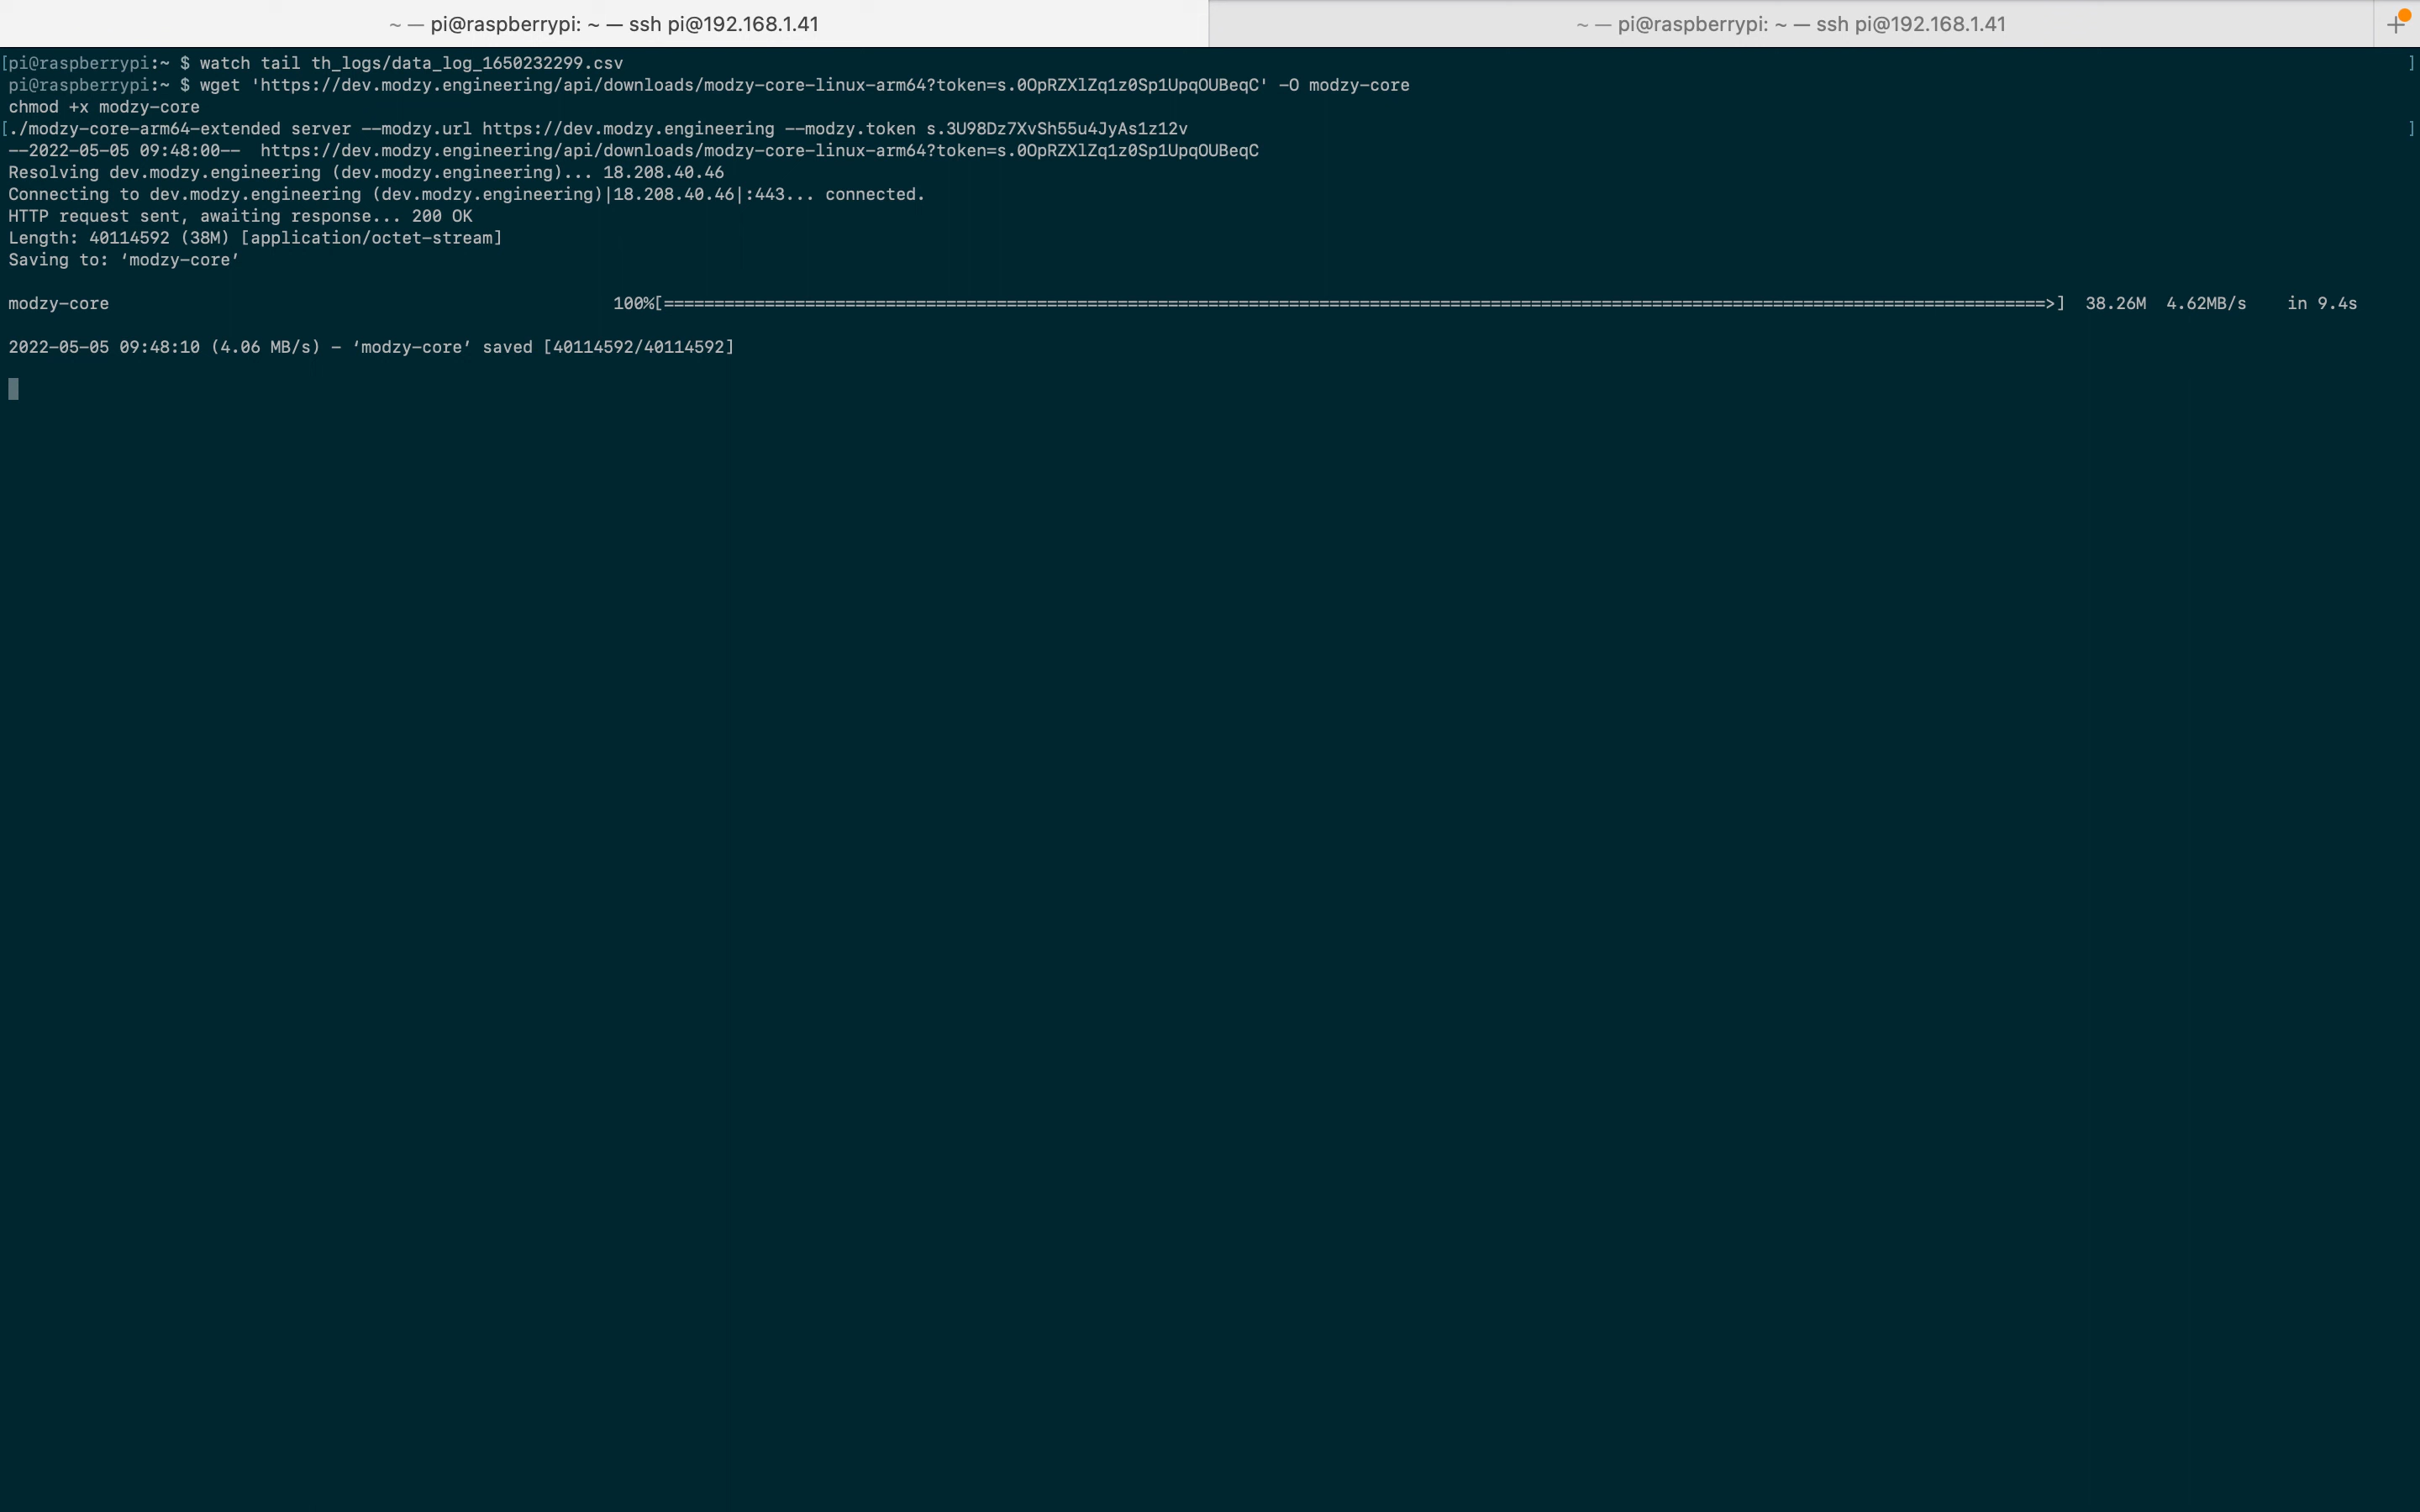 ~ — pi@raspberrypi: ~ — ssh pi@192.168.1.41
~ — pi@raspberrypi: ~ — ssh pi@192.168.1.41
+
[pi@raspberrypi:~ $ watch tail th_logs/data_log_1650232299.csv ]
pi@raspberrypi:~ $ wget 'https://dev.modzy.engineering/api/downloads/modzy-core-linux-arm64?token=s.0OpRZXlZq1z0Sp1UpqOUBeqC' -O modzy-core
chmod +x modzy-core
[./modzy-core-arm64-extended server --modzy.url https://dev.modzy.engineering --modzy.token s.3U98Dz7XvSh55u4JyAs1z12v ]
--2022-05-05 09:48:00--  https://dev.modzy.engineering/api/downloads/modzy-core-linux-arm64?token=s.0OpRZXlZq1z0Sp1UpqOUBeqC
Resolving dev.modzy.engineering (dev.modzy.engineering)... 18.208.40.46
Connecting to dev.modzy.engineering (dev.modzy.engineering)|18.208.40.46|:443... connected.
HTTP request sent, awaiting response... 200 OK
Length: 40114592 (38M) [application/octet-stream]
Saving to: ‘modzy-core’
modzy-core 100%[=========================================================================================================================================>] 38.26M 4.62MB/s in 9.4s
2022-05-05 09:48:10 (4.06 MB/s) - ‘modzy-core’ saved [40114592/40114592]